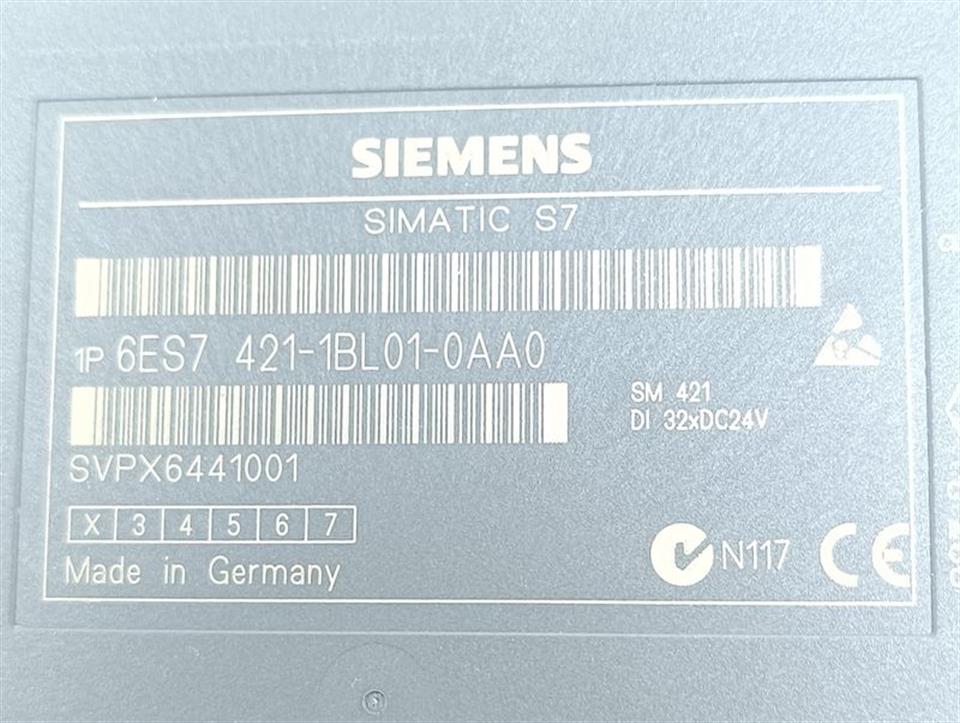 SIEMENS
SIMATIC S7
1P 6ES7 421-1BL01-0AA0
SM 421
DI 32xDC24V
SVPX6441001
X 3 4 5 6 7
N117 CE
Made in Germany